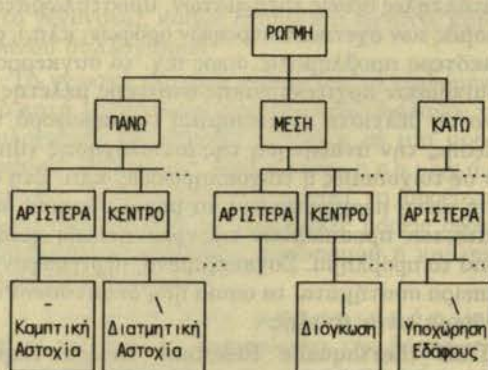 ΡΩΓΜΗ
ΠΑΝΩ ΜΕΣΗ ΚΑΤΩ
ΑΡΙΣΤΕΡΑ ΚΕΝΤΡΟ ΑΡΙΣΤΕΡΑ ΚΕΝΤΡΟ ΑΡΙΣΤΕΡΑ
Καμπτική Διατμητική Διόγκωση Υποχώρηση
Αστοχία Αστοχία Εδάφους